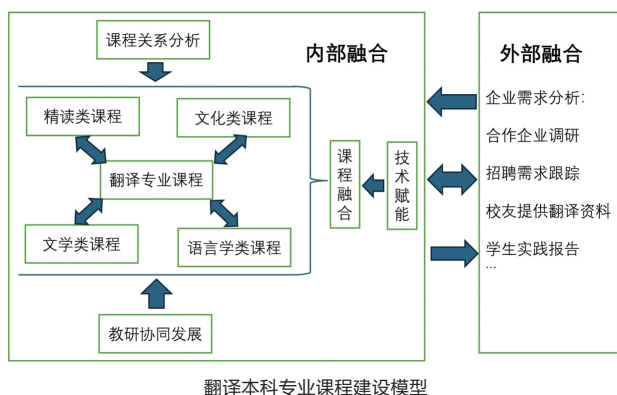 课程关系分析
内部融合
精读类课程
文化类课程
翻译专业课程
文学类课程
语言学类课程
课程融合
技术赋能
教研协同发展
外部融合
企业需求分析:
合作企业调研
招聘需求跟踪
校友提供翻译资料
学生实践报告
...
翻译本科专业课程建设模型